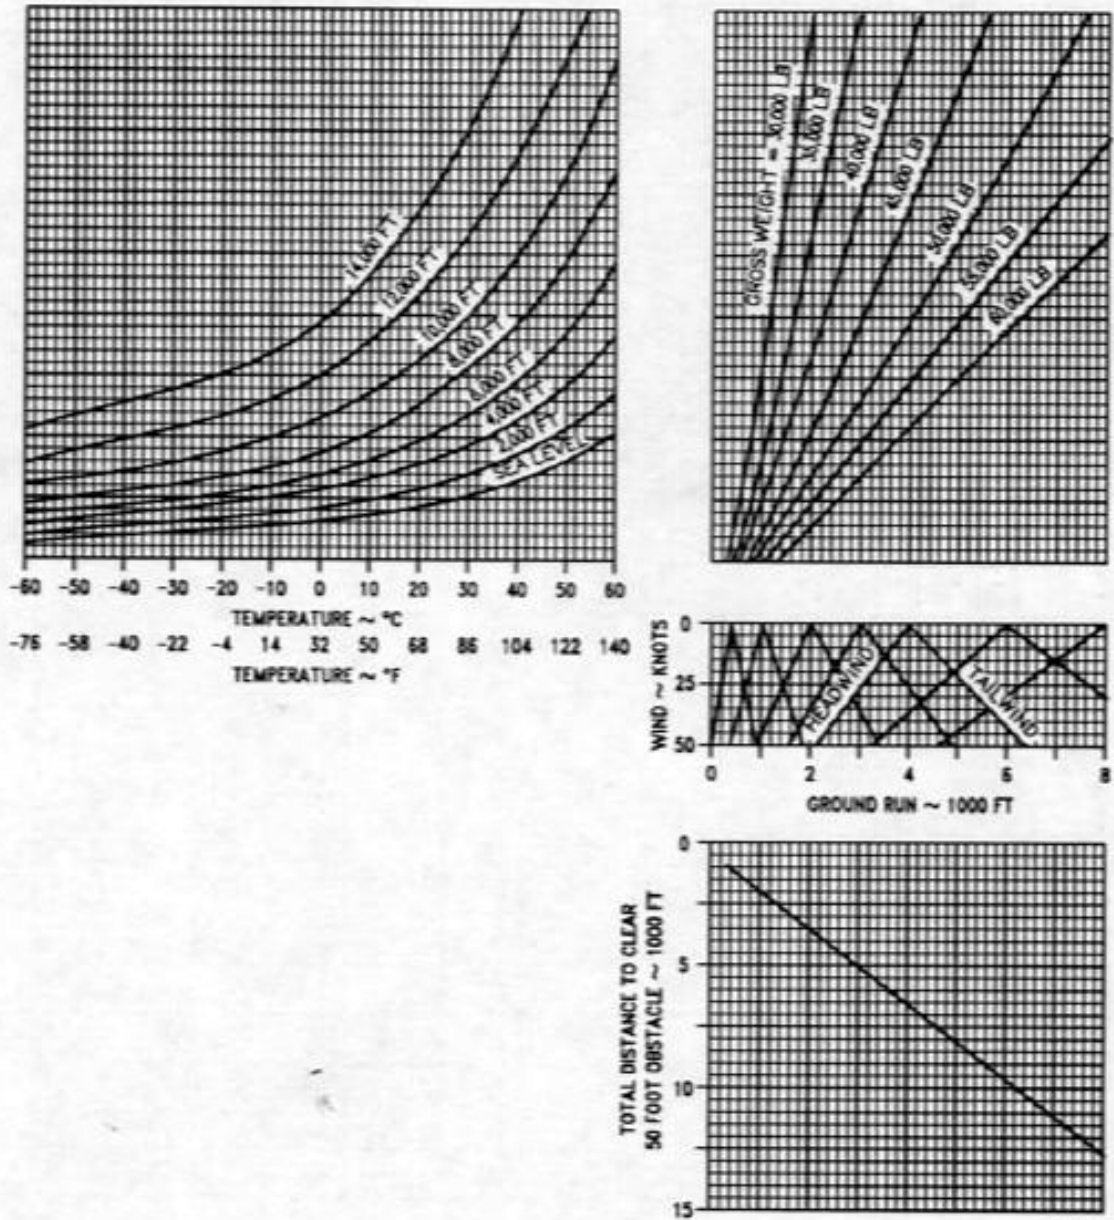 14,000 FT
12,000 FT
10,000 FT
8,000 FT
6,000 FT
4,000 FT
2,000 FT
SEA LEVEL
-60 -50 -40 -30 -20 -10 0 10 20 30 40 50 60
TEMPERATURE ~ °C
-76 -58 -40 -22 -4 14 32 50 68 86 104 122 140
TEMPERATURE ~ °F
GROSS WEIGHT = 30,000 LB
35,000 LB
40,000 LB
45,000 LB
50,000 LB
55,000 LB
60,000 LB
WIND ~ KNOTS
0
25
50
HEADWIND
TAILWIND
0 2 4 6 8
GROUND RUN ~ 1000 FT
TOTAL DISTANCE TO CLEAR
50 FOOT OBSTACLE ~ 1000 FT
0
5
10
15